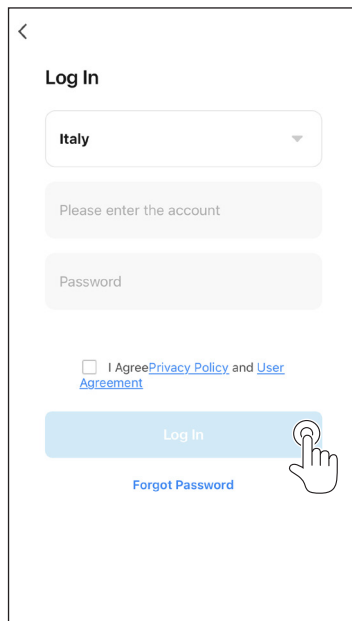 Log In
Italy
Please enter the account
Password
I AgreePrivacy Policy and User
Agreement
Log In
Forgot Password